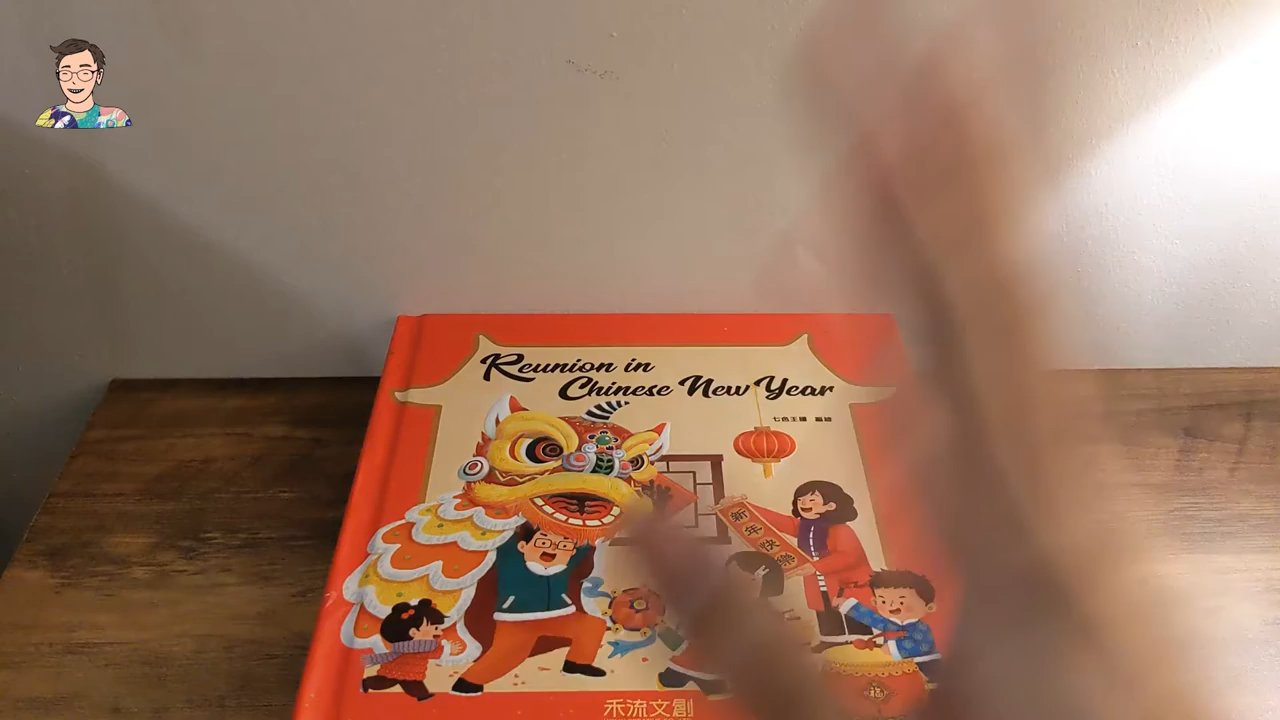 Reunion in
Chinese New Year
七色王國 編繪
新年快樂
福
禾流文創